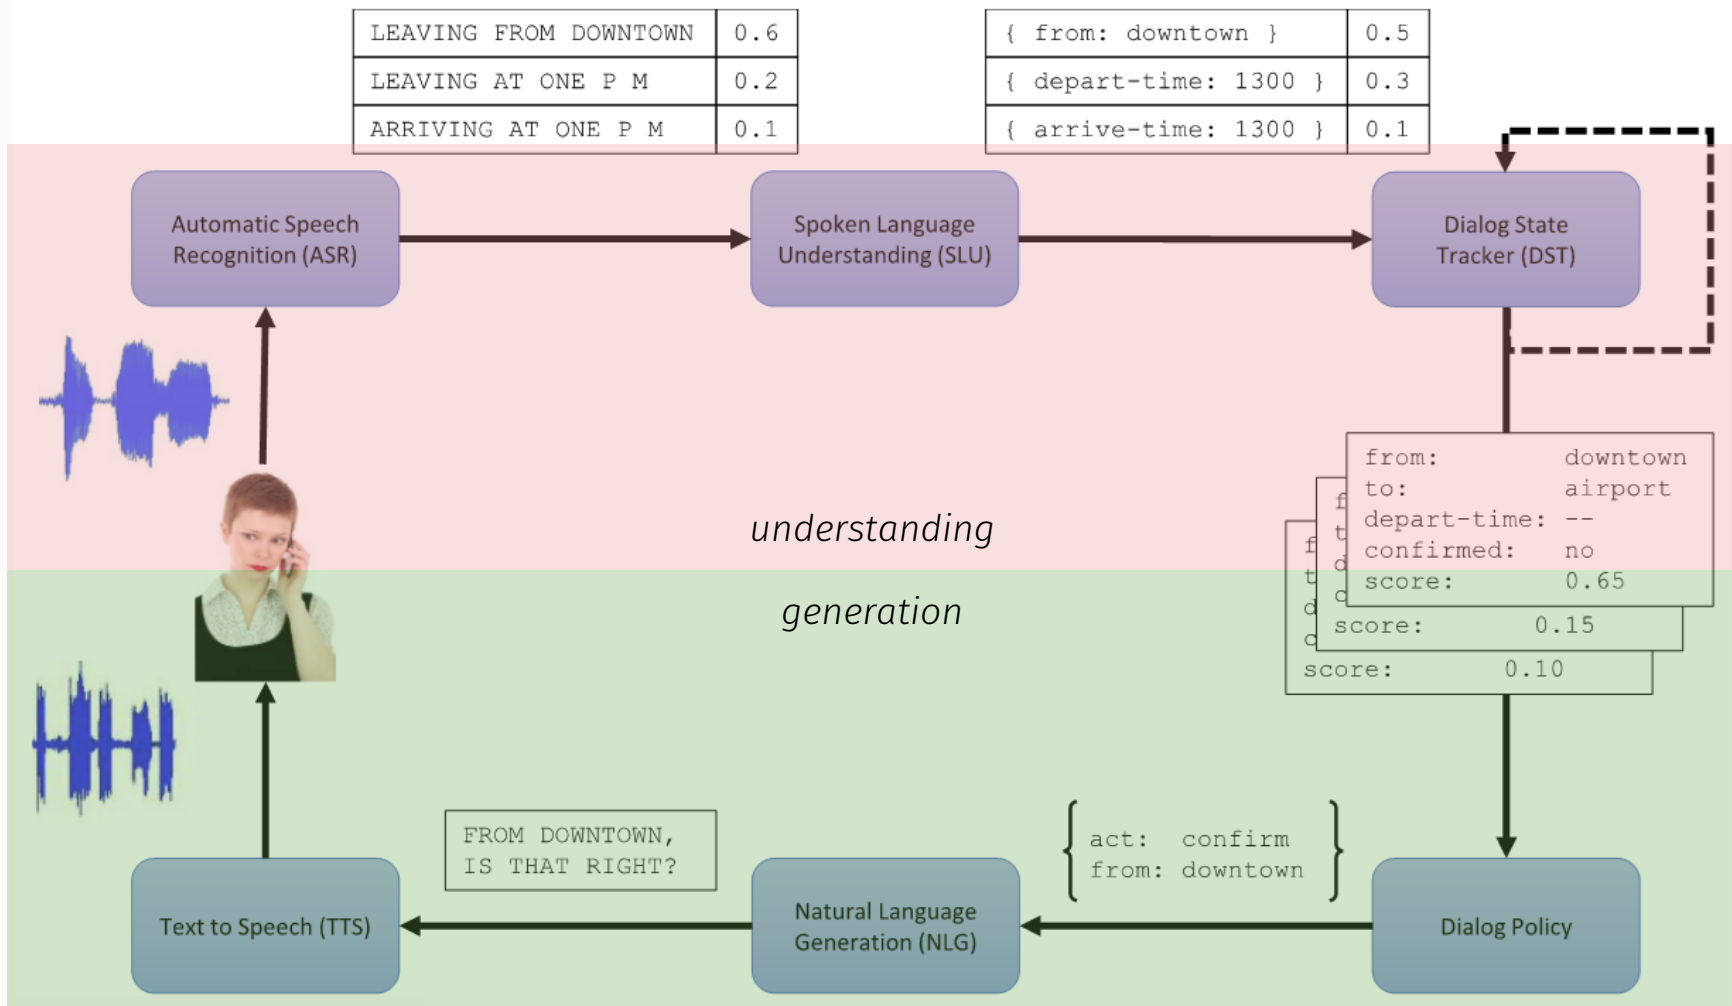 LEAVING FROM DOWNTOWN 0.6
LEAVING AT ONE P M 0.2
ARRIVING AT ONE P M 0.1
{ from: downtown } 0.5
{ depart-time: 1300 } 0.3
{ arrive-time: 1300 } 0.1
Automatic Speech
Recognition (ASR)
Spoken Language
Understanding (SLU)
Dialog State
Tracker (DST)
from: downtown
to: airport
depart-time: --
confirmed: no
score: 0.65
f
t
d
c
score: 0.15
f
t
d
c
score: 0.10
understanding
generation
FROM DOWNTOWN,
IS THAT RIGHT?
act: confirm
from: downtown
Text to Speech (TTS)
Natural Language
Generation (NLG)
Dialog Policy